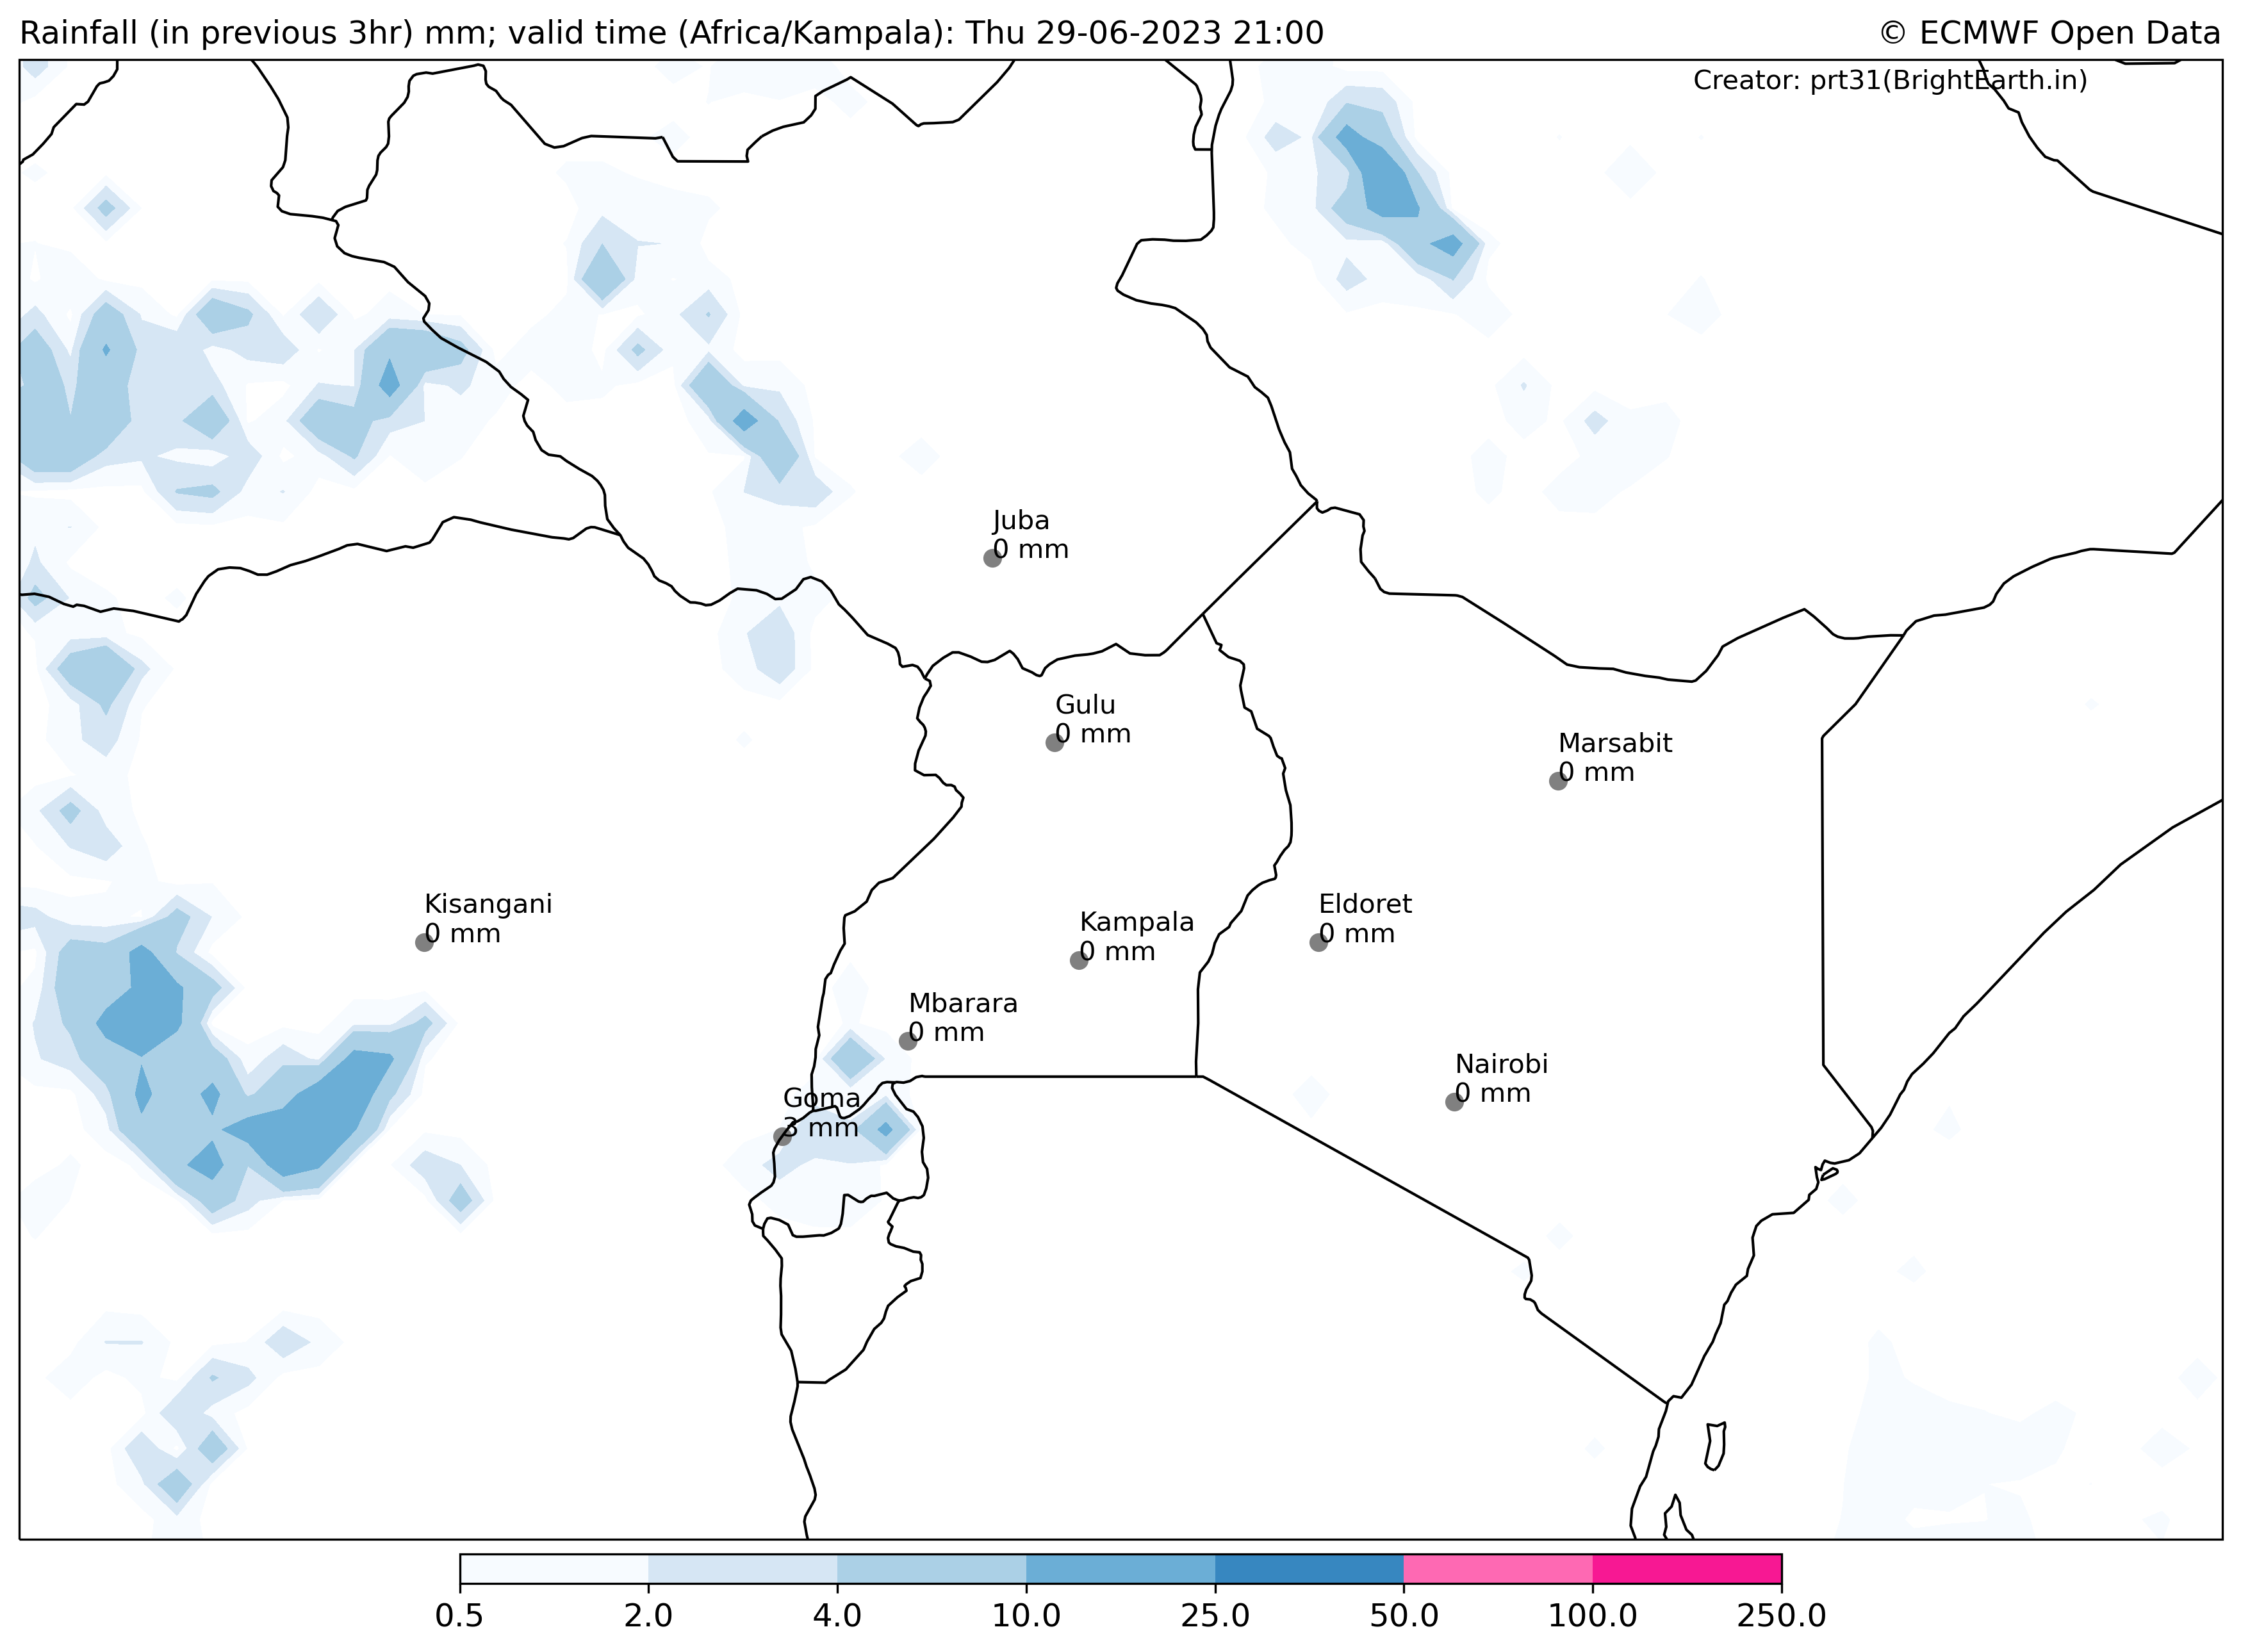 Rainfall (in previous 3hr) mm; valid time (Africa/Kampala): Thu 29-06-2023 21:00
© ECMWF Open Data
Creator: prt31(BrightEarth.in)
Juba
0 mm
Gulu
0 mm
Marsabit
0 mm
Kisangani
0 mm
Eldoret
0 mm
Kampala
0 mm
Mbarara
0 mm
Nairobi
0 mm
Goma
3 mm
0.5 2.0 4.0 10.0 25.0 50.0 100.0 250.0